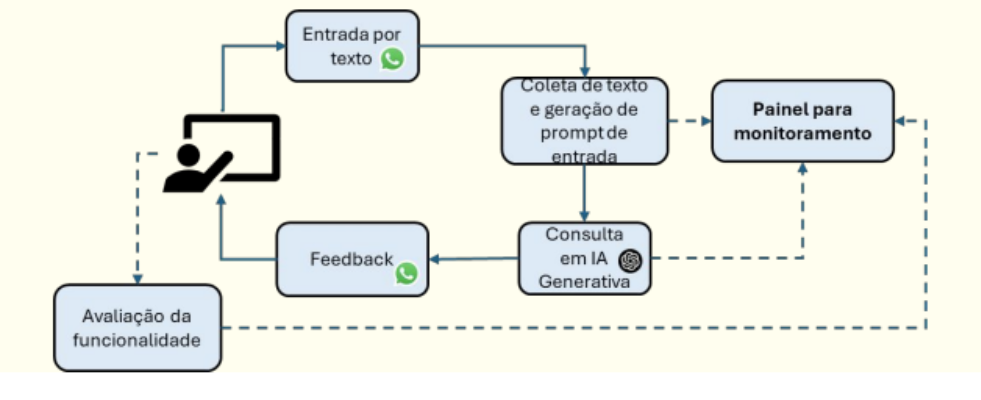 Entrada por
texto
Coleta de texto
e geração de
prompt de
entrada
Painel para
monitoramento
Consulta
em IA
Generativa
Feedback
Avaliação da
funcionalidade